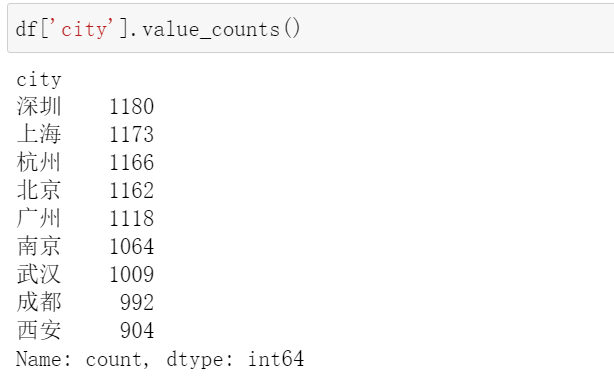 df['city'].value_counts()
city
深圳    1180
上海    1173
杭州    1166
北京    1162
广州    1118
南京    1064
武汉    1009
成都     992
西安     904
Name: count, dtype: int64